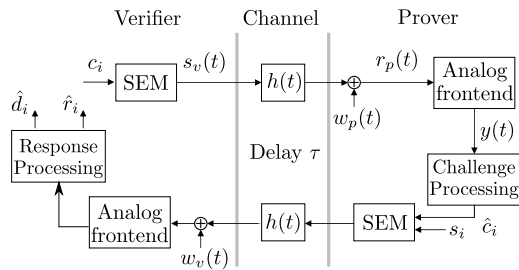 Verifier
Channel
Prover
c_i
SEM
s_v(t)
h(t)
r_p(t)
Analog
frontend
w_p(t)
d̂_i
r̂_i
y(t)
Response
Processing
Delay τ
Challenge
Processing
Analog
frontend
h(t)
SEM
s_i
ĉ_i
w_v(t)